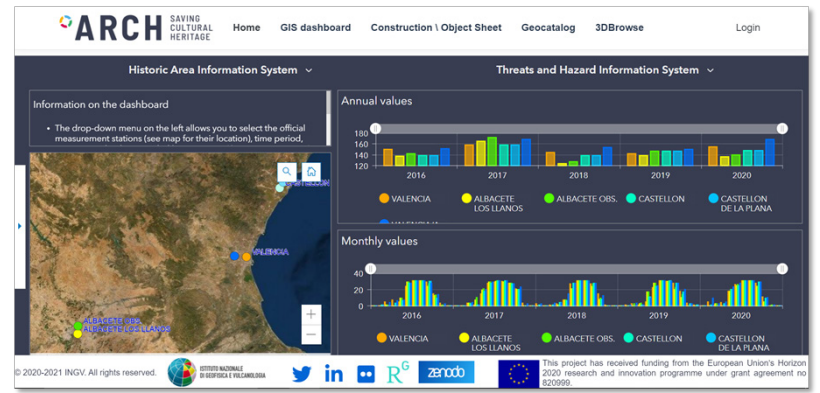 ARCH
SAVING
CULTURAL
HERITAGE
Home
GIS dashboard
Construction \ Object Sheet
Geocatalog
3DBrowse
Login
Historic Area Information System
Threats and Hazard Information System
Information on the dashboard
• The drop-down menu on the left allows you to select the official
measurement stations (see map for their location), time period,
VALENCIA
ALBACETE OBS.
ALBACETE LOS LLANOS
Annual values
180
160
140
120
2016
2017
2018
2019
2020
VALENCIA
ALBACETE
LOS LLANOS
ALBACETE OBS.
CASTELLON
CASTELLON
DE LA PLANA
Monthly values
40
20
0
2016
2017
2018
2019
2020
VALENCIA
ALBACETE
LOS LLANOS
ALBACETE OBS.
CASTELLON
CASTELLON
DE LA PLANA
© 2020-2021 INGV. All rights reserved.
ISTITUTO NAZIONALE
DI GEOFISICA E VULCANOLOGIA
in
RG
zenodo
This project has received funding from the European Union's Horizon
2020 research and innovation programme under grant agreement no
820999.